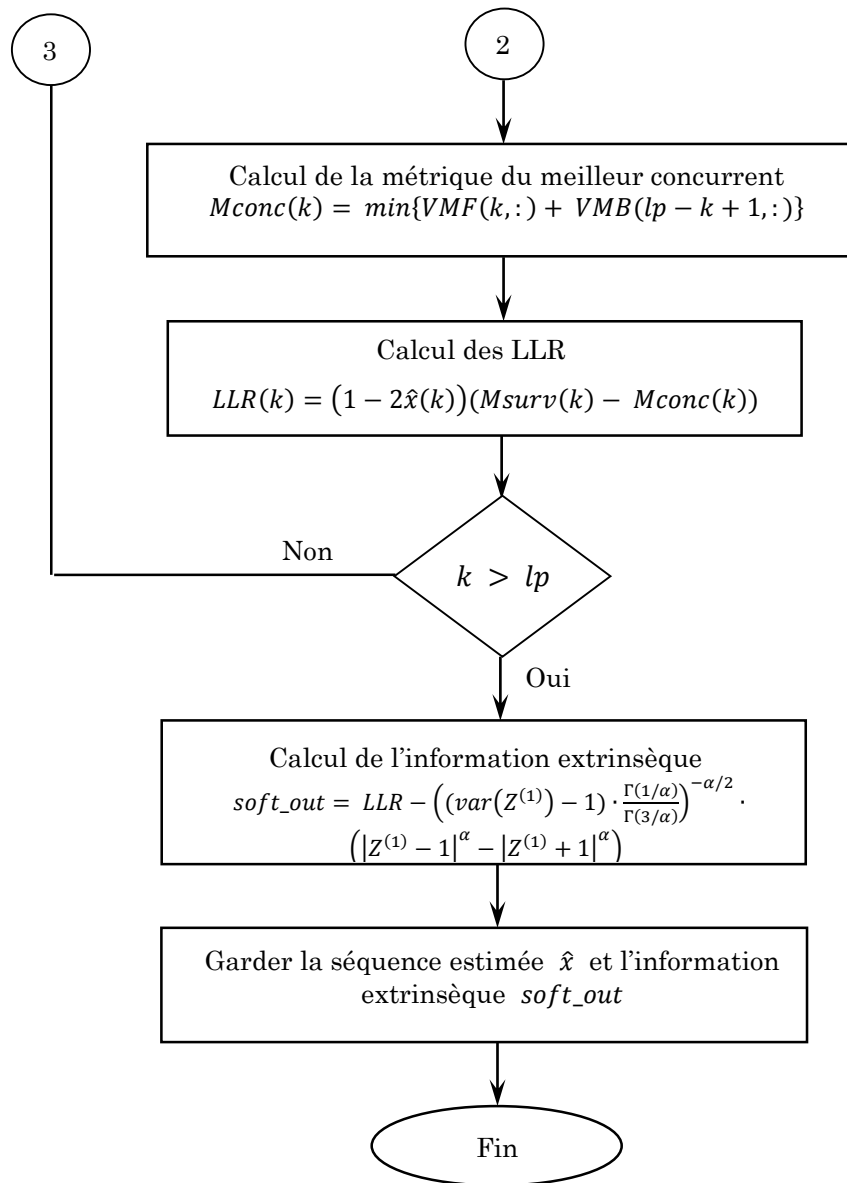 3
2
Calcul de la métrique du meilleur concurrent
Mconc(k) = min{VMF(k,:) + VMB(lp − k + 1,:)}
Calcul des LLR
LLR(k) = (1 − 2x̂(k))(Msurv(k) − Mconc(k))
Non
k > lp
Oui
Calcul de l’information extrinsèque
soft_out = LLR − ((var(Z⁽¹⁾) − 1) · Γ(1/α)/Γ(3/α))^(−α/2) ·
(|Z⁽¹⁾ − 1|^α − |Z⁽¹⁾ + 1|^α)
Garder la séquence estimée x̂ et l’information
extrinsèque soft_out
Fin